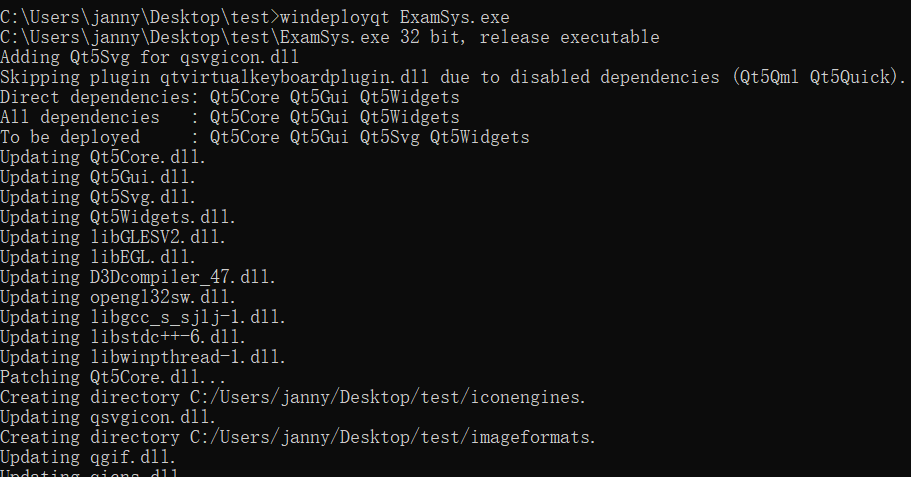 C:\Users\janny\Desktop\test>windeployqt ExamSys.exe
C:\Users\janny\Desktop\test\ExamSys.exe 32 bit, release executable
Adding Qt5Svg for qsvgicon.dll
Skipping plugin qtvirtualkeyboardplugin.dll due to disabled dependencies (Qt5Qml Qt5Quick).
Direct dependencies: Qt5Core Qt5Gui Qt5Widgets
All dependencies   : Qt5Core Qt5Gui Qt5Widgets
To be deployed     : Qt5Core Qt5Gui Qt5Svg Qt5Widgets
Updating Qt5Core.dll.
Updating Qt5Gui.dll.
Updating Qt5Svg.dll.
Updating Qt5Widgets.dll.
Updating libGLESV2.dll.
Updating libEGL.dll.
Updating D3Dcompiler_47.dll.
Updating opengl32sw.dll.
Updating libgcc_s_sjlj-1.dll.
Updating libstdc++-6.dll.
Updating libwinpthread-1.dll.
Patching Qt5Core.dll...
Creating directory C:/Users/janny/Desktop/test/iconengines.
Updating qsvgicon.dll.
Creating directory C:/Users/janny/Desktop/test/imageformats.
Updating qgif.dll.
Updating